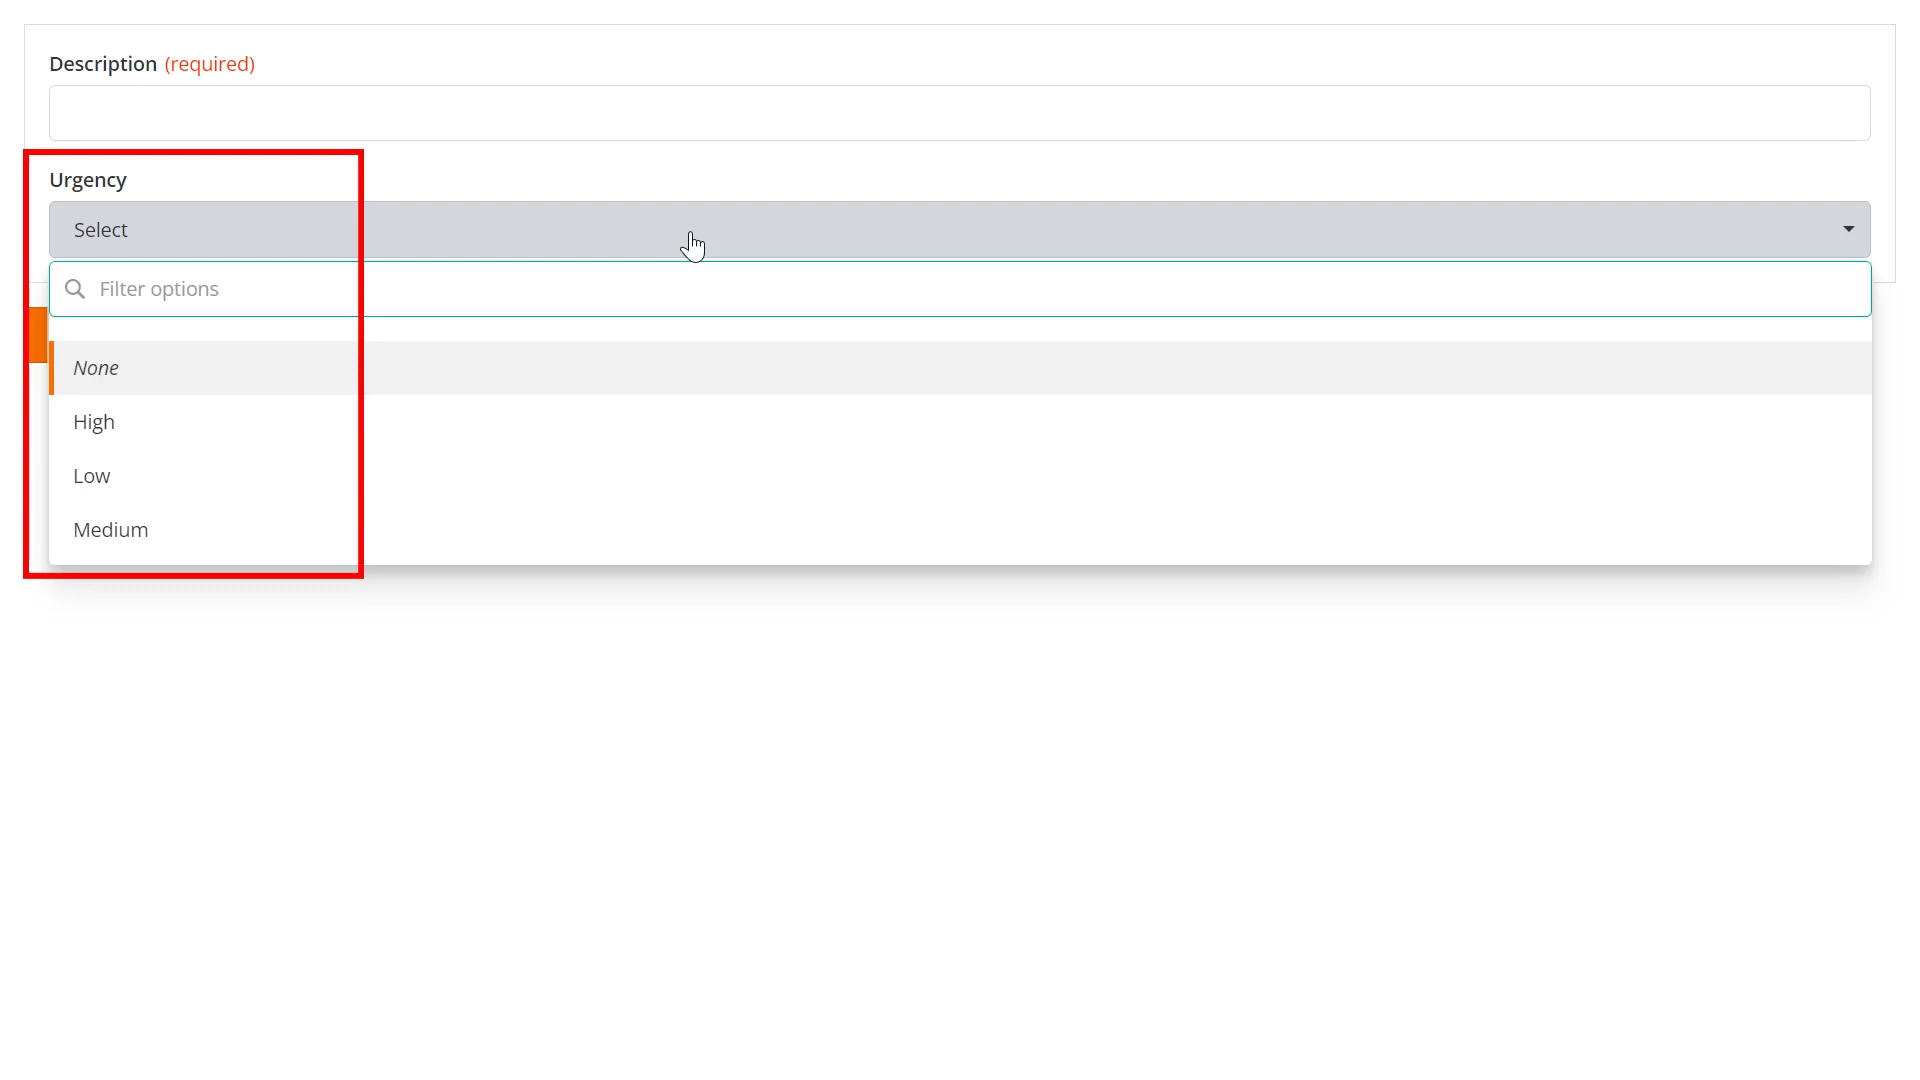 Description (required)
Urgency
Select
Filter options
None
High
Low
Medium